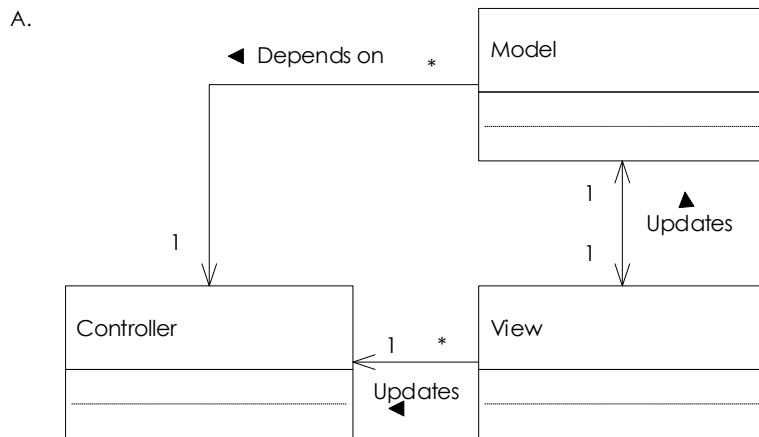 A.
Model
◄ Depends on
*
1
▲
Updates
1
1
Controller
View
1 *
Updates
◄